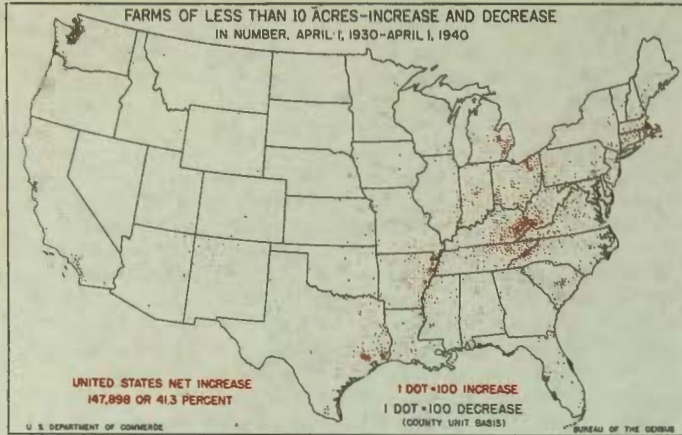 FARMS OF LESS THAN 10 ACRES-INCREASE AND DECREASE
IN NUMBER, APRIL 1, 1930-APRIL 1, 1940
UNITED STATES NET INCREASE
147,898 OR 41.3 PERCENT
1 DOT=100 INCREASE
1 DOT=100 DECREASE
(COUNTY UNIT BASIS)
U. S. DEPARTMENT OF COMMERCE
BUREAU OF THE CENSUS